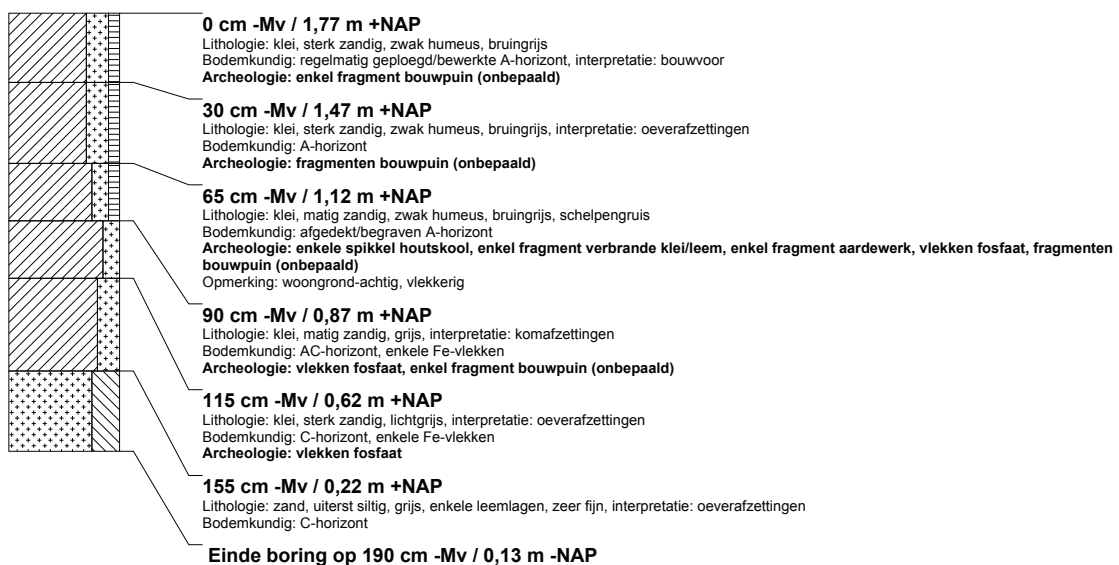 0 cm -Mv / 1,77 m +NAP
Lithologie: klei, sterk zandig, zwak humeus, bruingrijs
Bodemkundig: regelmatig geploegd/bewerkte A-horizont, interpretatie: bouwvoor
Archeologie: enkel fragment bouwpuin (onbepaald)
30 cm -Mv / 1,47 m +NAP
Lithologie: klei, sterk zandig, zwak humeus, bruingrijs, interpretatie: oeverafzettingen
Bodemkundig: A-horizont
Archeologie: fragmenten bouwpuin (onbepaald)
65 cm -Mv / 1,12 m +NAP
Lithologie: klei, matig zandig, zwak humeus, bruingrijs, schelpengruis
Bodemkundig: afgedekt/begraven A-horizont
Archeologie: enkele spikkel houtskool, enkel fragment verbrande klei/leem, enkel fragment aardewerk, vlekken fosfaat, fragmenten
bouwpuin (onbepaald)
Opmerking: woongrond-achtig, vlekkerig
90 cm -Mv / 0,87 m +NAP
Lithologie: klei, matig zandig, grijs, interpretatie: komafzettingen
Bodemkundig: AC-horizont, enkele Fe-vlekken
Archeologie: vlekken fosfaat, enkel fragment bouwpuin (onbepaald)
115 cm -Mv / 0,62 m +NAP
Lithologie: klei, sterk zandig, lichtgrijs, interpretatie: oeverafzettingen
Bodemkundig: C-horizont, enkele Fe-vlekken
Archeologie: vlekken fosfaat
155 cm -Mv / 0,22 m +NAP
Lithologie: zand, uiterst siltig, grijs, enkele leemlagen, zeer fijn, interpretatie: oeverafzettingen
Bodemkundig: C-horizont
Einde boring op 190 cm -Mv / 0,13 m -NAP